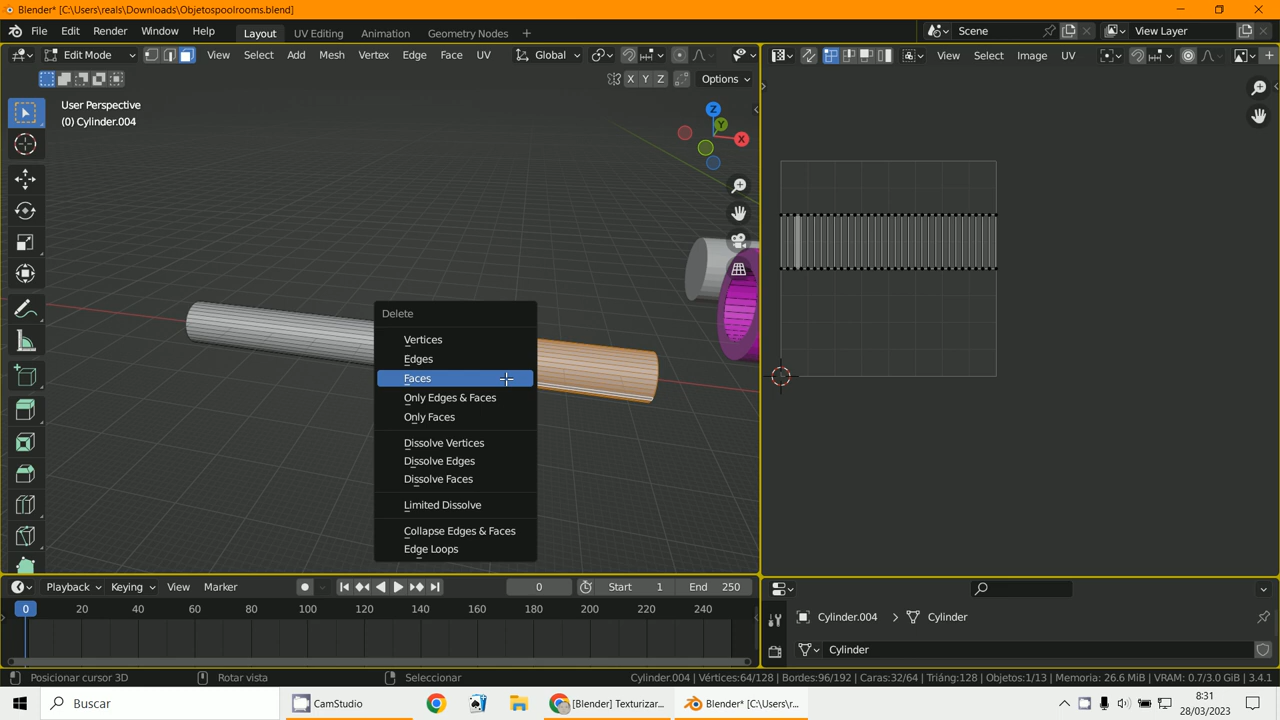 Blender* [C:\Users\reals\Downloads\Objetospoolrooms.blend]
File Edit Render Window Help Layout UV Editing Animation Geometry Nodes + Scene View Layer
Edit Mode View Select Add Mesh Vertex Edge Face UV Global View Select Image UV
X Y Z Options
User Perspective
(0) Cylinder.004
Z
Y
X
Delete
Vertices
Edges
Faces
Only Edges & Faces
Only Faces
Dissolve Vertices
Dissolve Edges
Dissolve Faces
Limited Dissolve
Collapse Edges & Faces
Edge Loops
Playback Keying View Marker 0 Start 1 End 250
0 20 40 60 80 100 120 140 160 180 200 220 240
Cylinder.004 > Cylinder
Cylinder
Posicionar cursor 3D Rotar vista Seleccionar Cylinder.004 | Vértices:64/128 | Bordes:96/192 | Caras:32/64 | Triáng:128 | Objetos:1/13 | Memoria: 26.6 MiB | VRAM: 0.7/3.0 GiB | 3.4.1
Buscar CamStudio [Blender] Texturizar... Blender* [C:\Users\r... 8:31
28/03/2023